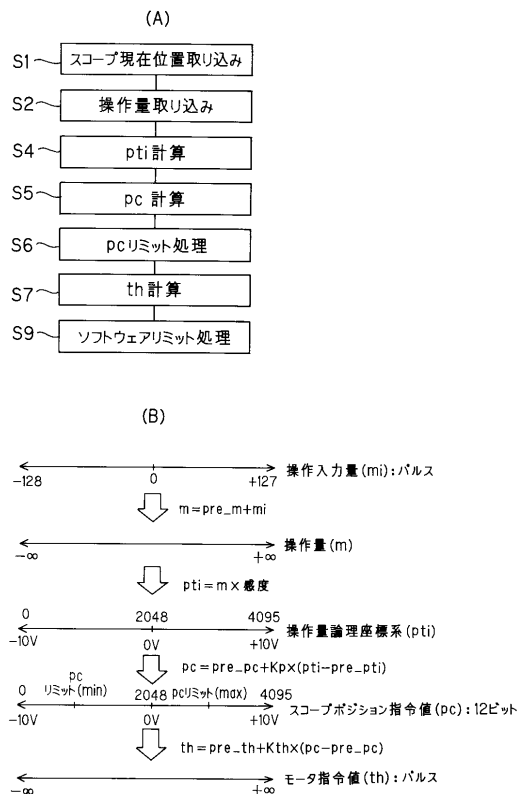 (A)
S1 スコープ現在位置取り込み
S2 操作量取り込み
S4 pti計算
S5 pc 計算
S6 pcリミット処理
S7 th計算
S9 ソフトウェアリミット処理
(B)
-128 0 +127 操作入力量(mi):パルス
m=pre_m+mi
-∞ +∞ 操作量(m)
pti=m×感度
0 2048 4095
-10V 0V +10V 操作量論理座標系(pti)
pc=pre_pc+Kp×(pti-pre_pti)
pc
0 リミット(min) 2048 pcリミット(max) 4095
-10V 0V +10V スコープポジション指令値(pc):12ビット
th=pre_th+Kth×(pc-pre_pc)
-∞ +∞ モータ指令値(th):パルス